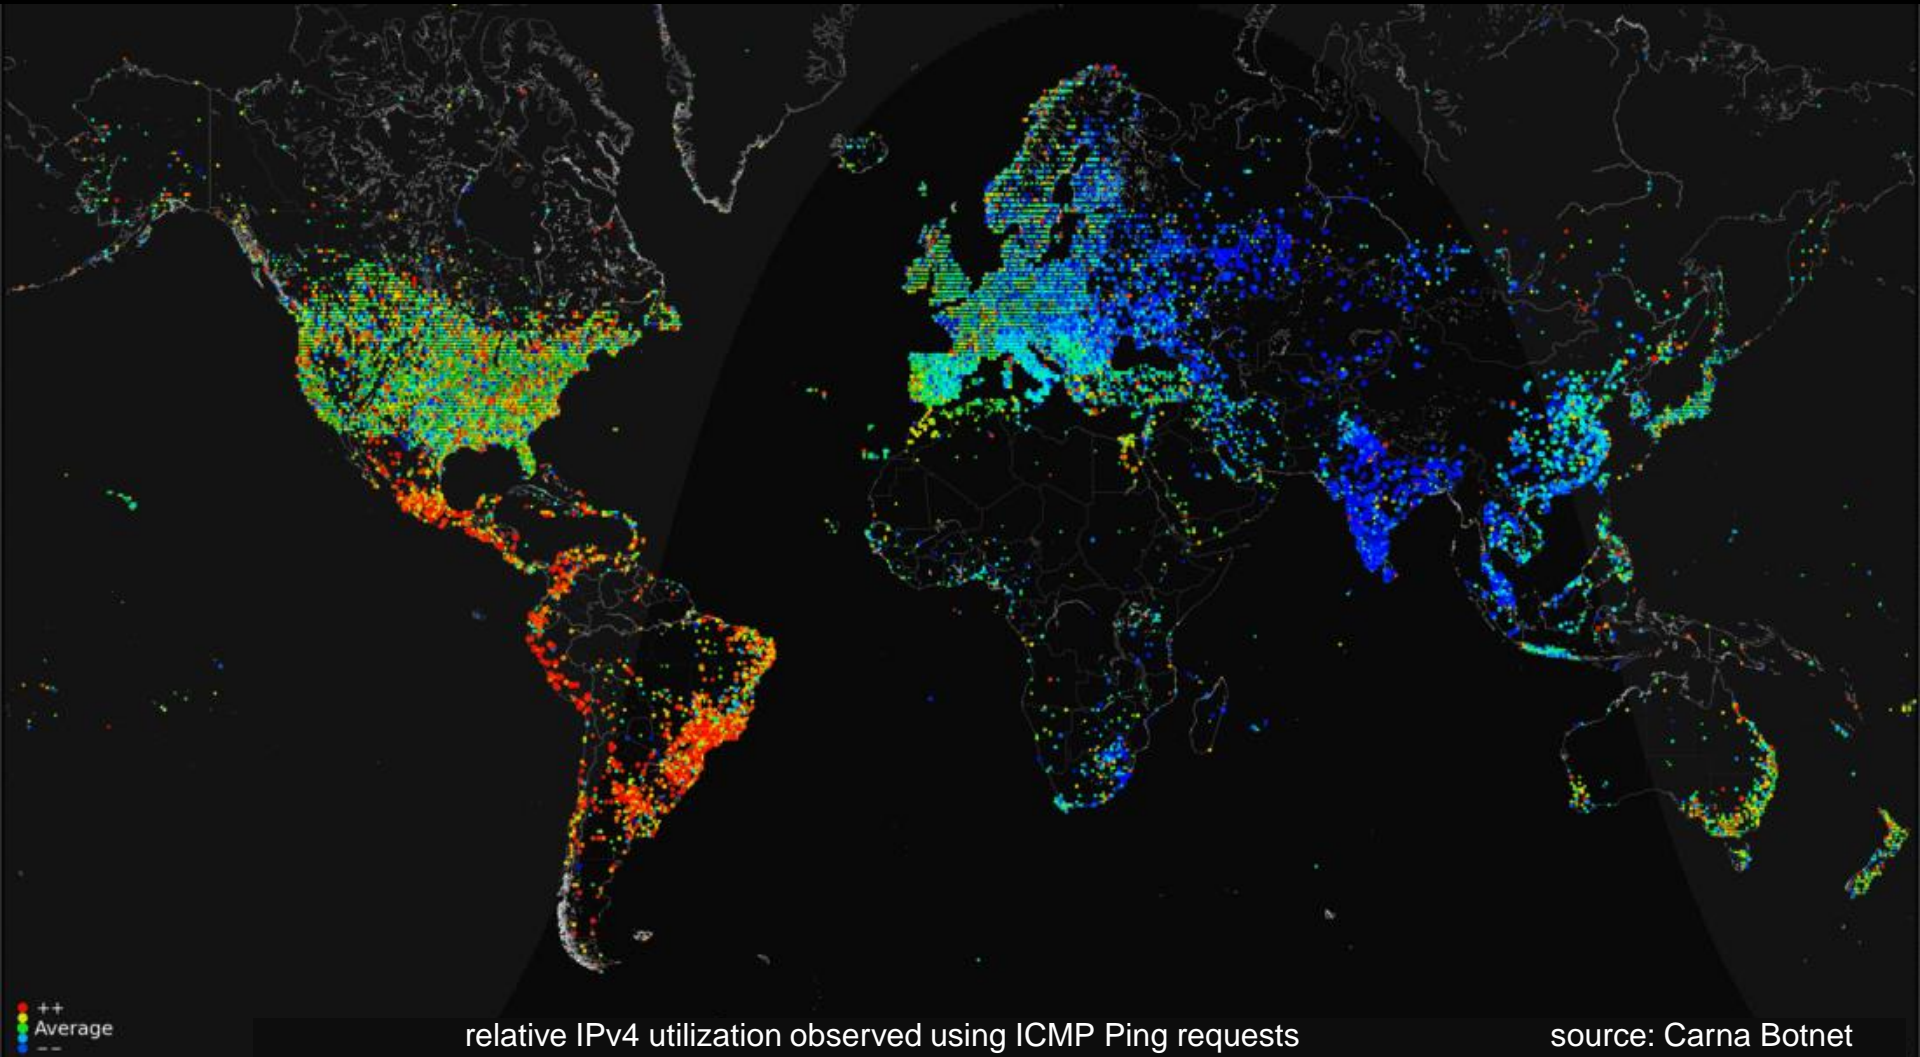 ++
Average
--
relative IPv4 utilization observed using ICMP Ping requests
source: Carna Botnet